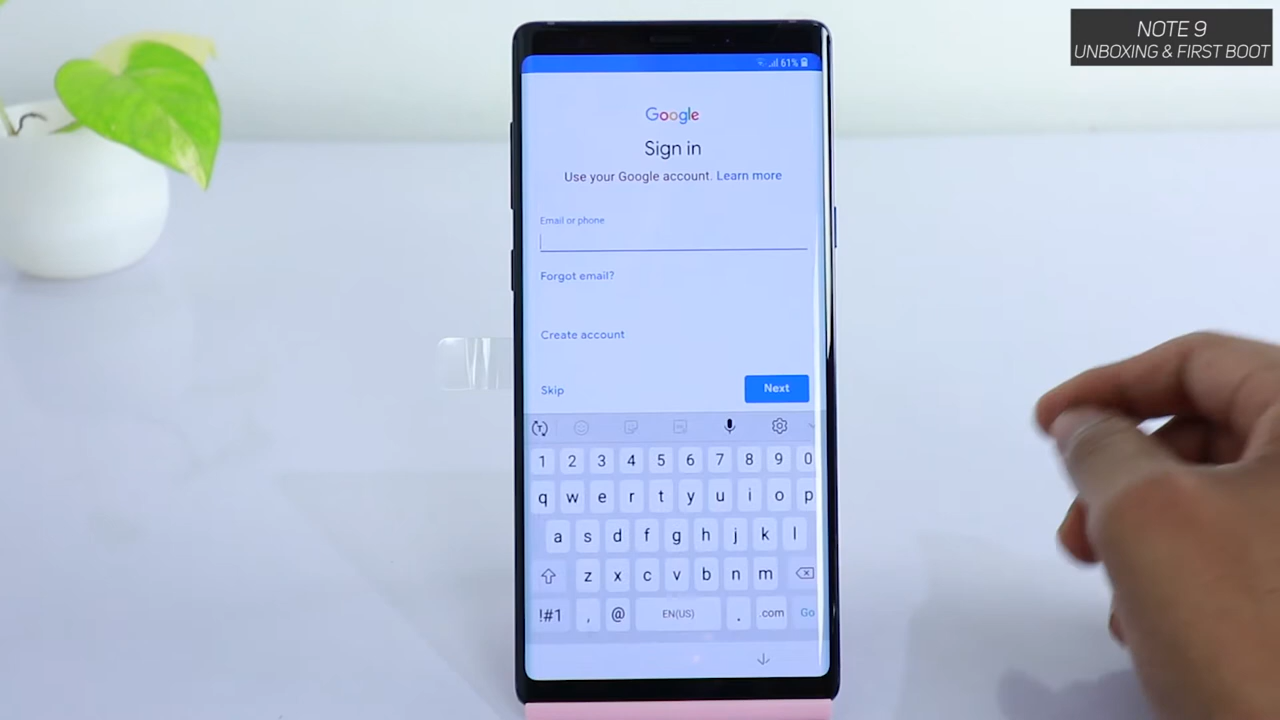 NOTE 9
UNBOXING & FIRST BOOT
61%
Google
Sign in
Use your Google account. Learn more
Email or phone
Forgot email?
Create account
Skip
Next
1 2 3 4 5 6 7 8 9 0
q w e r t y u i o p
a s d f g h j k l
z x c v b n m
!#1 , @ EN(US) . .com Go